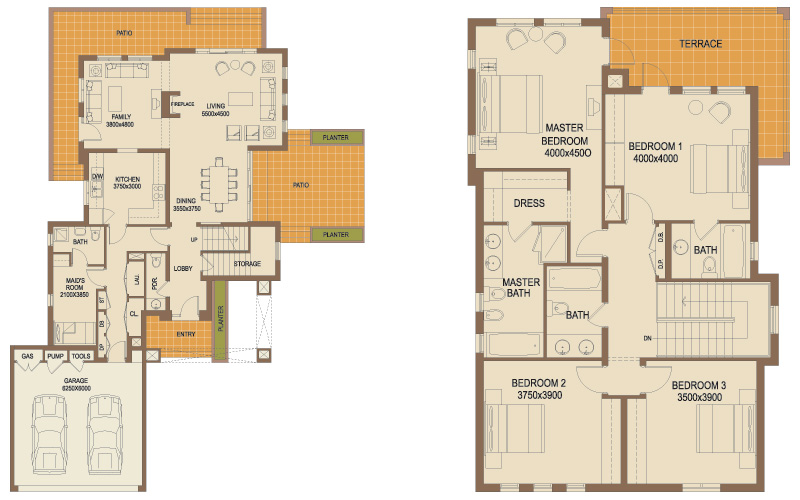 PATIO
FAMILY
3800x4800
FIREPLACE
LIVING
5500x4500
PLANTER
D/W
KITCHEN
3750x3000
DINING
3550x3750
PATIO
PLANTER
BATH
UP
LOBBY
STORAGE
MAID'S
ROOM
2100X3850
LAU.
PDR.
ST
CL
DB
DP
PLANTER
ENTRY
GAS
PUMP
TOOLS
GARAGE
6250X6000
TERRACE
MASTER
BEDROOM
4000x4500
BEDROOM 1
4000x4000
DRESS
D.B.
D.P.
BATH
MASTER
BATH
BATH
DN
BEDROOM 2
3750x3900
BEDROOM 3
3500x3900